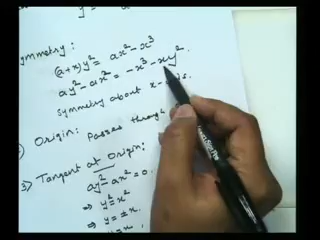 symmetry:
(a+x)y² = ax² - x³
ay² - ax² = -x³ - xy².
symmetry about x-axis.
Origin: Passes through
3) Tangent at Origin:
ay² - ax² = 0.
⇒ y² = x²
⇒ y = ±x.